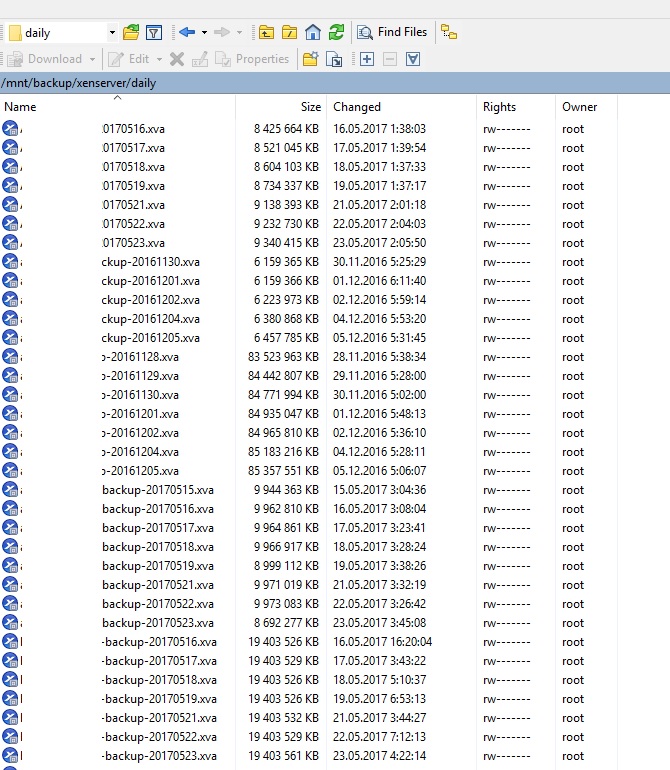 daily Find Files
Download Edit Properties
/mnt/backup/xenserver/daily
Name Size Changed Rights Owner
0170516.xva 8 425 664 KB 16.05.2017 1:38:03 rw------- root
0170517.xva 8 521 045 KB 17.05.2017 1:39:54 rw------- root
0170518.xva 8 604 103 KB 18.05.2017 1:37:33 rw------- root
0170519.xva 8 734 337 KB 19.05.2017 1:37:17 rw------- root
0170521.xva 9 138 393 KB 21.05.2017 2:01:18 rw------- root
0170522.xva 9 232 730 KB 22.05.2017 2:04:03 rw------- root
0170523.xva 9 340 415 KB 23.05.2017 2:05:50 rw------- root
ckup-20161130.xva 6 159 365 KB 30.11.2016 5:25:29 rw------- root
ckup-20161201.xva 6 159 366 KB 01.12.2016 6:11:40 rw------- root
ckup-20161202.xva 6 223 973 KB 02.12.2016 5:59:14 rw------- root
ckup-20161204.xva 6 380 868 KB 04.12.2016 5:53:20 rw------- root
ckup-20161205.xva 6 457 785 KB 05.12.2016 5:31:45 rw------- root
-20161128.xva 83 523 963 KB 28.11.2016 5:38:34 rw------- root
-20161129.xva 84 442 807 KB 29.11.2016 5:28:00 rw------- root
-20161130.xva 84 771 994 KB 30.11.2016 5:02:00 rw------- root
-20161201.xva 84 935 047 KB 01.12.2016 5:48:13 rw------- root
-20161202.xva 84 965 810 KB 02.12.2016 5:36:10 rw------- root
-20161204.xva 85 183 216 KB 04.12.2016 5:28:11 rw------- root
-20161205.xva 85 357 551 KB 05.12.2016 5:06:07 rw------- root
backup-20170515.xva 9 944 363 KB 15.05.2017 3:04:36 rw------- root
backup-20170516.xva 9 962 810 KB 16.05.2017 3:08:04 rw------- root
backup-20170517.xva 9 964 861 KB 17.05.2017 3:23:41 rw------- root
backup-20170518.xva 9 966 917 KB 18.05.2017 3:28:24 rw------- root
backup-20170519.xva 8 999 112 KB 19.05.2017 3:38:26 rw------- root
backup-20170521.xva 9 971 019 KB 21.05.2017 3:32:19 rw------- root
backup-20170522.xva 9 973 083 KB 22.05.2017 3:26:42 rw------- root
backup-20170523.xva 8 692 277 KB 23.05.2017 3:45:08 rw------- root
-backup-20170516.xva 19 403 526 KB 16.05.2017 16:20:04 rw------- root
-backup-20170517.xva 19 403 529 KB 17.05.2017 3:43:22 rw------- root
-backup-20170518.xva 19 403 526 KB 18.05.2017 5:10:37 rw------- root
-backup-20170519.xva 19 403 526 KB 19.05.2017 6:53:13 rw------- root
-backup-20170521.xva 19 403 532 KB 21.05.2017 3:44:27 rw------- root
-backup-20170522.xva 19 403 529 KB 22.05.2017 7:12:13 rw------- root
-backup-20170523.xva 19 403 561 KB 23.05.2017 4:22:14 rw------- root